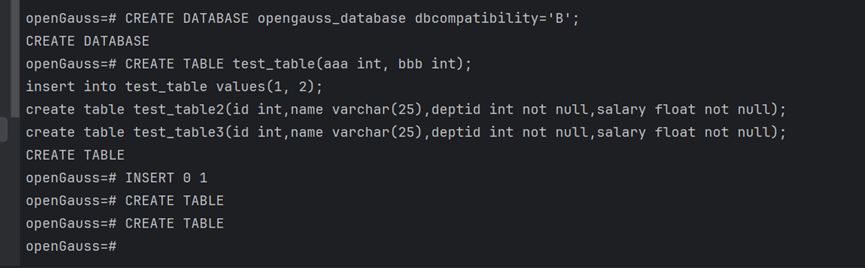 openGauss=# CREATE DATABASE opengauss_database dbcompatibility='B';
CREATE DATABASE
openGauss=# CREATE TABLE test_table(aaa int, bbb int);
insert into test_table values(1, 2);
create table test_table2(id int,name varchar(25),deptid int not null,salary float not null);
create table test_table3(id int,name varchar(25),deptid int not null,salary float not null);
CREATE TABLE
openGauss=# INSERT 0 1
openGauss=# CREATE TABLE
openGauss=# CREATE TABLE
openGauss=#